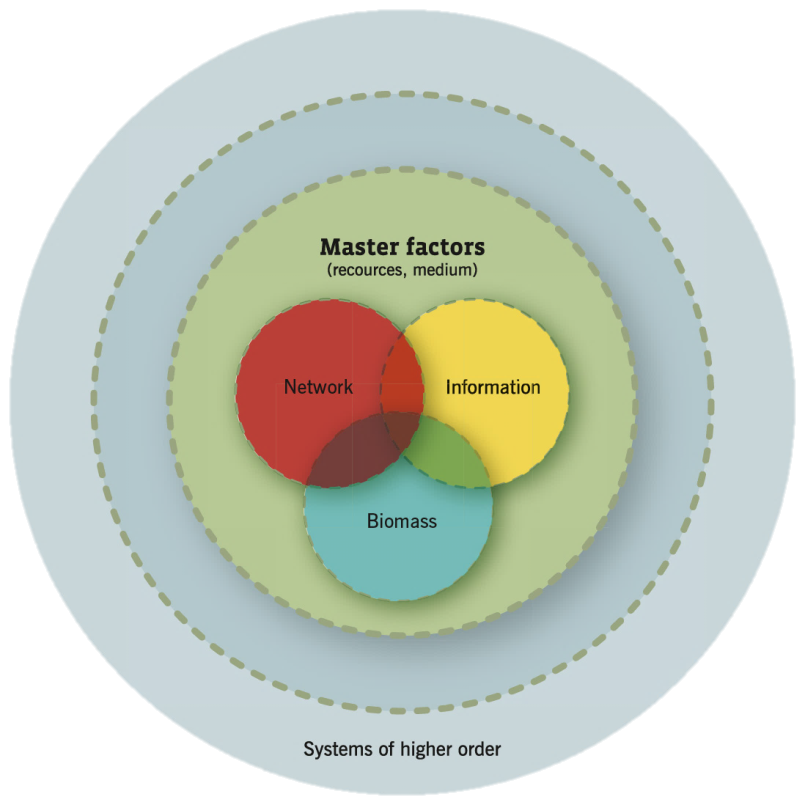 Master factors
(recources, medium)
Network
Information
Biomass
Systems of higher order